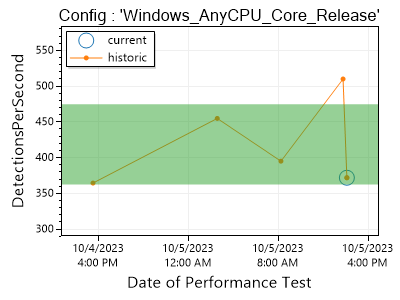 Config : 'Windows_AnyCPU_Core_Release'
current
historic
DetectionsPerSecond
550
500
450
400
350
300
10/4/2023 10/5/2023 10/5/2023 10/5/2023
4:00 PM 12:00 AM 8:00 AM 4:00 PM
Date of Performance Test